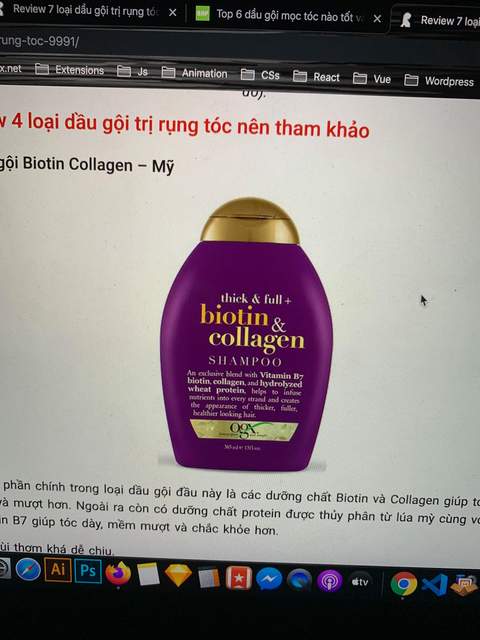 Review 7 loại dầu gội trị rụng tóc
Top 6 dầu gội mọc tóc nào tốt
Review 7 loại
rung-toc-9991/
x.net
Extensions
Js
Animation
CSs
React
Vue
Wordpress
đó).
4 loại dầu gội trị rụng tóc nên tham khảo
gội Biotin Collagen – Mỹ
thick & full+
biotin &
collagen
SHAMPOO
An exclusive blend with Vitamin B7
biotin, collagen, and hydrolyzed
wheat protein, helps to infuse
nutrients into every strand and creates
the appearance of thicker, fuller,
healthier looking hair.
ogx
385 ml e 13 fl oz.
phần chính trong loại dầu gội đầu này là các dưỡng chất Biotin và Collagen giúp
và mượt hơn. Ngoài ra còn có dưỡng chất protein được thủy phân từ lúa mỳ cùng
in B7 giúp tóc dày, mềm mượt và chắc khỏe hơn.
ùi thơm khá dễ chịu.
Ai
Ps
tv